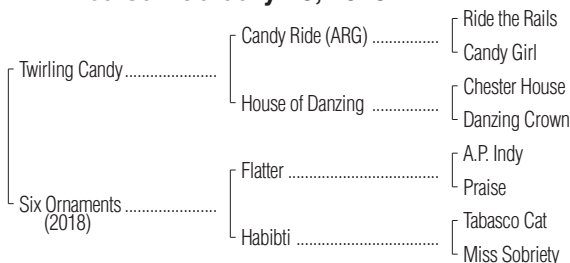 Ride the Rails
Candy Ride (ARG) ................
Candy Girl
Twirling Candy......................
Chester House
House of Danzing ................
Danzing Crown
A.P. Indy
Flatter ....................................
Praise
Six Ornaments ......................
(2018)
Tabasco Cat
Habibti ..................................
Miss Sobriety